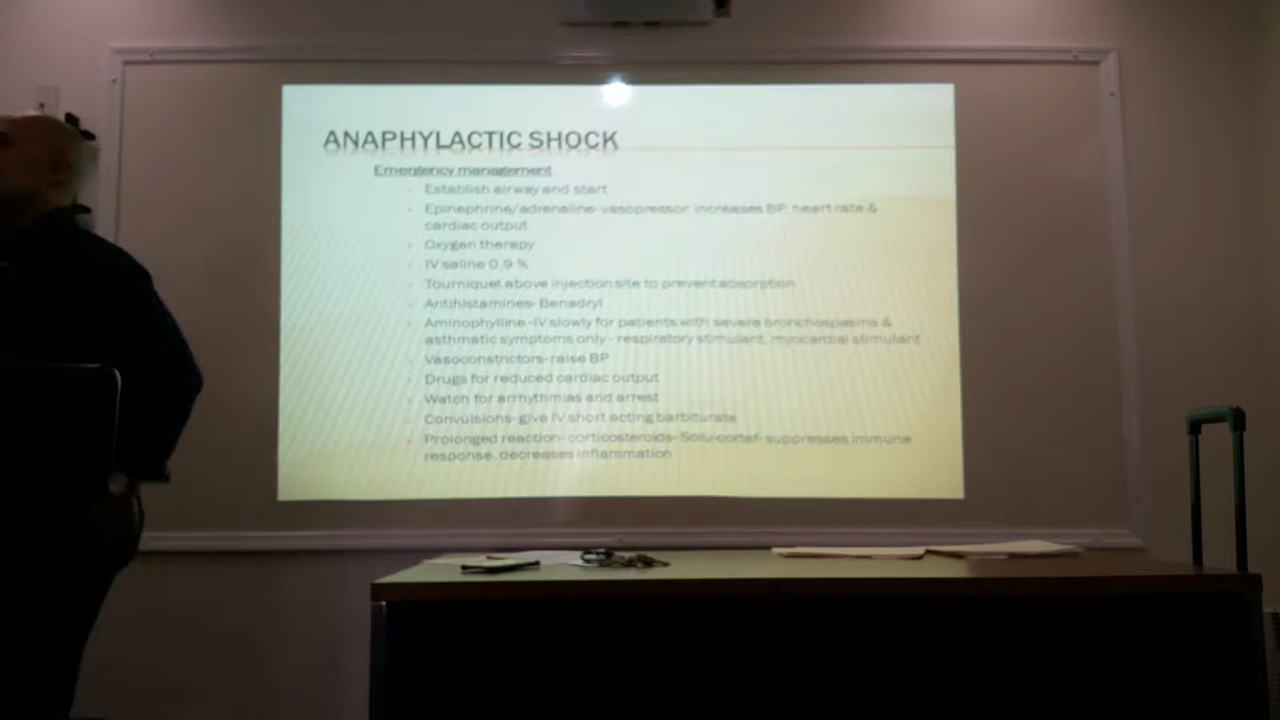 ANAPHYLACTIC SHOCK
Emergency management
Establish airway and start
Epinephrine/adrenaline- vasopressor: increases BP, heart rate &
cardiac output
Oxygen therapy
IV saline 0.9 %
Tourniquet above injection site to prevent absorption
Antihistamines- Benadryl
Aminophylline -IV slowly for patients with severe bronchospasms &
asthmatic symptoms only - respiratory stimulant, myocardial stimulant
Vasoconstrictors- raise BP
Drugs for reduced cardiac output
Watch for arrhythmias and arrest
Convulsions- give IV short acting barbiturate
Prolonged reaction- corticosteroids- Solu-cortef- suppresses immune
response, decreases inflammation